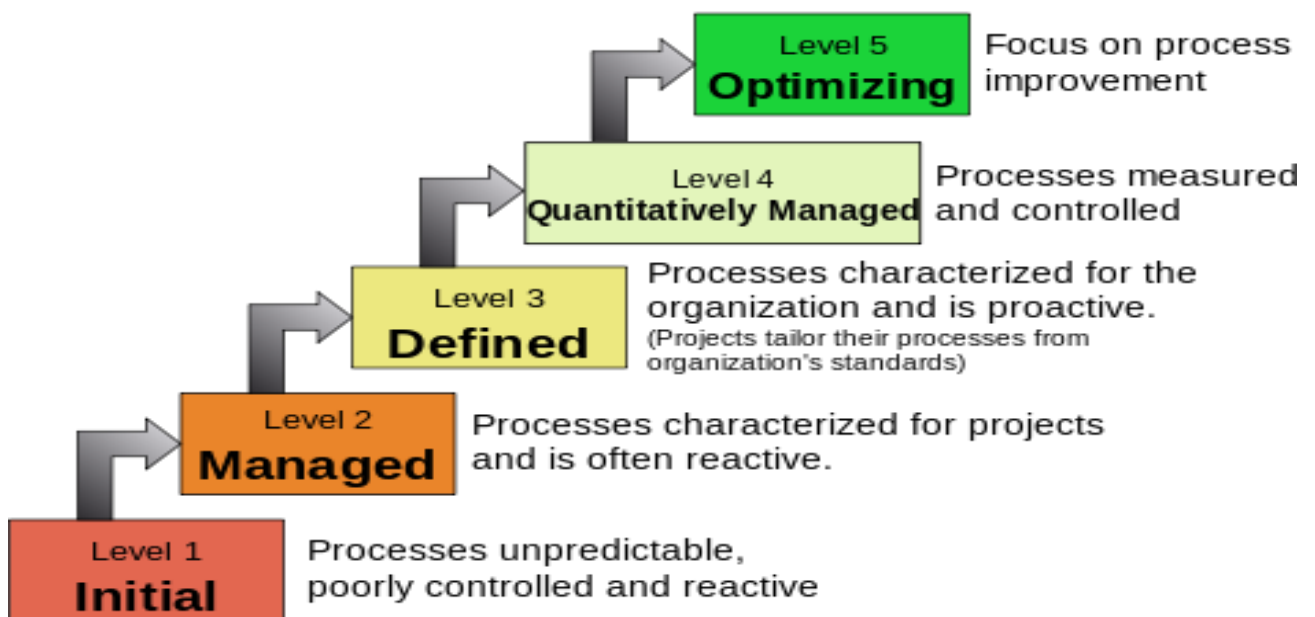 Level 5
Optimizing
Focus on process
improvement
Level 4
Quantitatively Managed
Processes measured
and controlled
Level 3
Defined
Processes characterized for the
organization and is proactive.
(Projects tailor their processes from
organization's standards)
Level 2
Managed
Processes characterized for projects
and is often reactive.
Level 1
Initial
Processes unpredictable,
poorly controlled and reactive